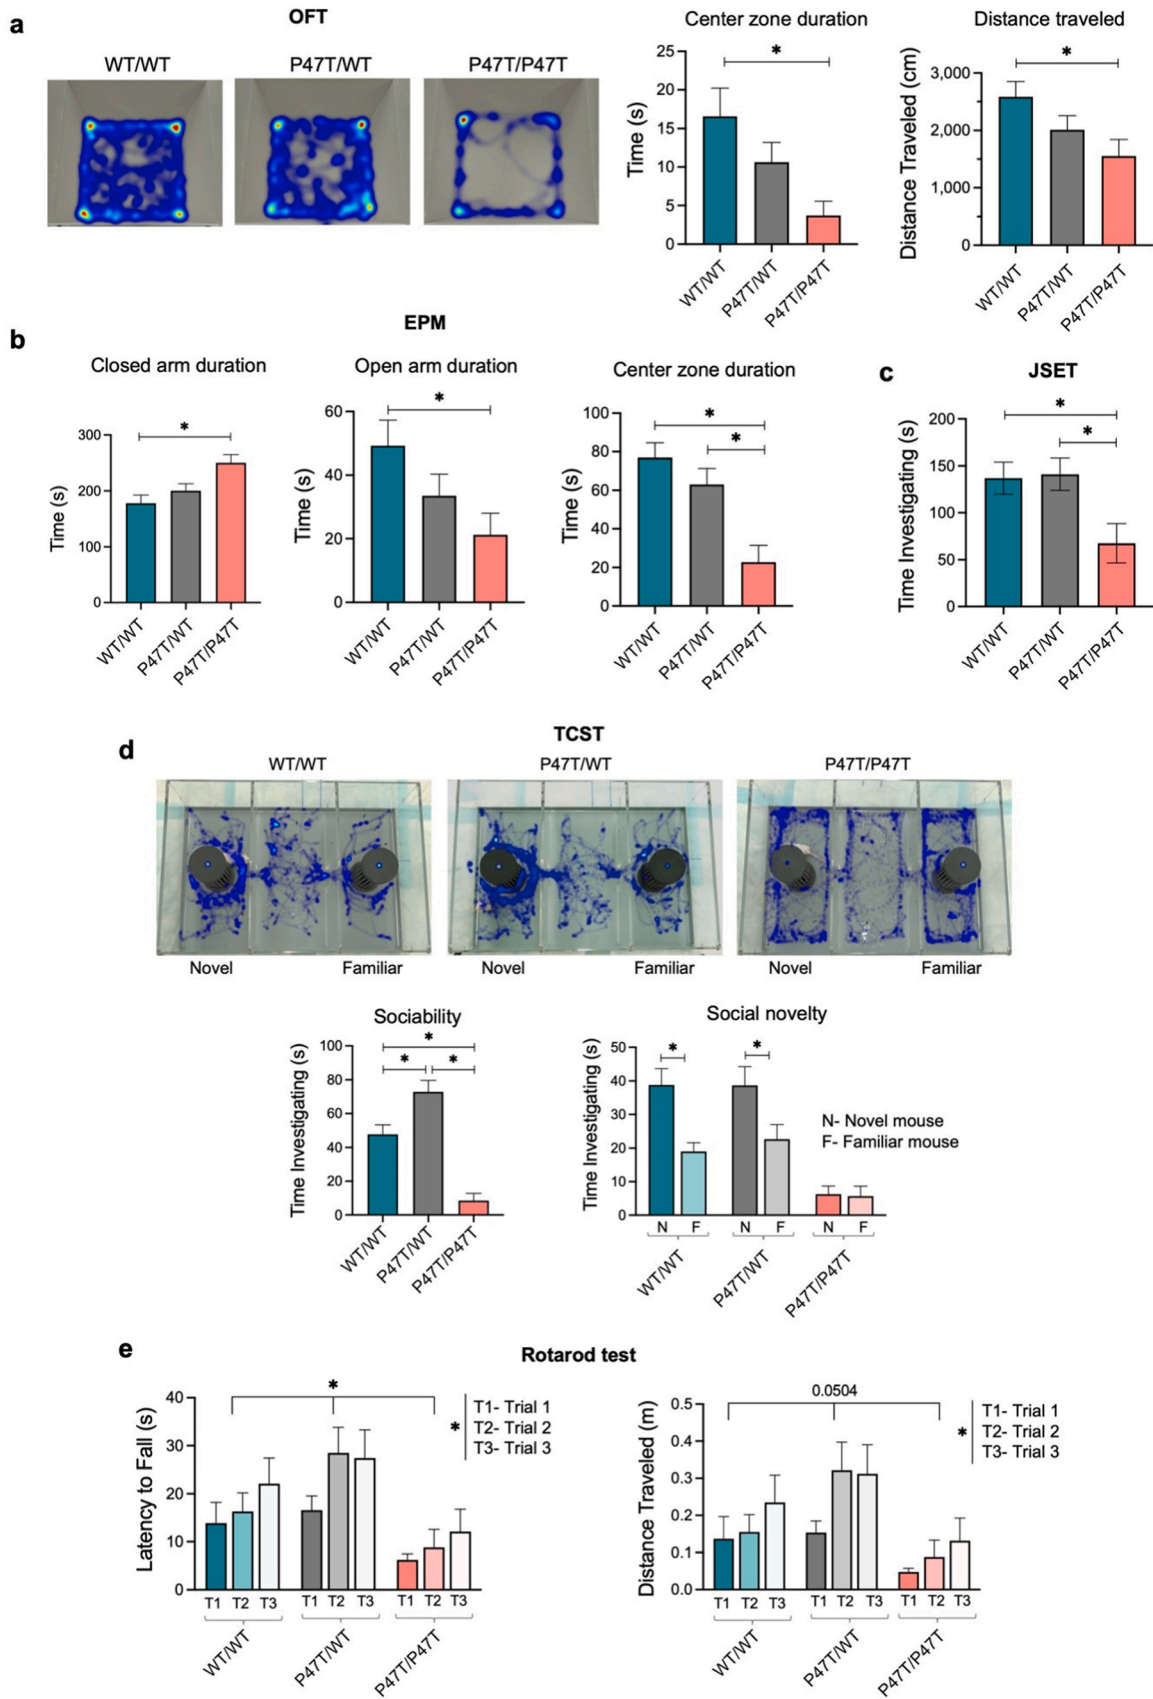 a
OFT
WT/WT
P47T/WT
P47T/P47T
Center zone duration
*
Time (s)
25
20
15
10
5
0
WT/WT
P47T/WT
P47T/P47T
Distance traveled
*
Distance Traveled (cm)
3,000
2,000
1,000
0
WT/WT
P47T/WT
P47T/P47T
b
EPM
Closed arm duration
*
Time (s)
300
200
100
0
WT/WT
P47T/WT
P47T/P47T
Open arm duration
*
Time (s)
60
40
20
0
WT/WT
P47T/WT
P47T/P47T
Center zone duration
*
*
Time (s)
100
80
60
40
20
0
WT/WT
P47T/WT
P47T/P47T
c
JSET
*
*
Time Investigating (s)
200
150
100
50
0
WT/WT
P47T/WT
P47T/P47T
d
TCST
WT/WT
P47T/WT
P47T/P47T
Novel Familiar
Novel Familiar
Novel Familiar
Sociability
*
* *
Time Investigating (s)
100
80
60
40
20
0
WT/WT
P47T/WT
P47T/P47T
Social novelty
* *
Time Investigating (s)
50
40
30
20
10
0
N F N F N F
WT/WT
P47T/WT
P47T/P47T
N- Novel mouse
F- Familiar mouse
e
Rotarod test
*
Latency to Fall (s)
40
30
20
10
0
T1 T2 T3 T1 T2 T3 T1 T2 T3
WT/WT
P47T/WT
P47T/P47T
T1- Trial 1
* T2- Trial 2
T3- Trial 3
0.0504
Distance Traveled (m)
0.5
0.4
0.3
0.2
0.1
0.0
T1 T2 T3 T1 T2 T3 T1 T2 T3
WT/WT
P47T/WT
P47T/P47T
T1- Trial 1
* T2- Trial 2
T3- Trial 3